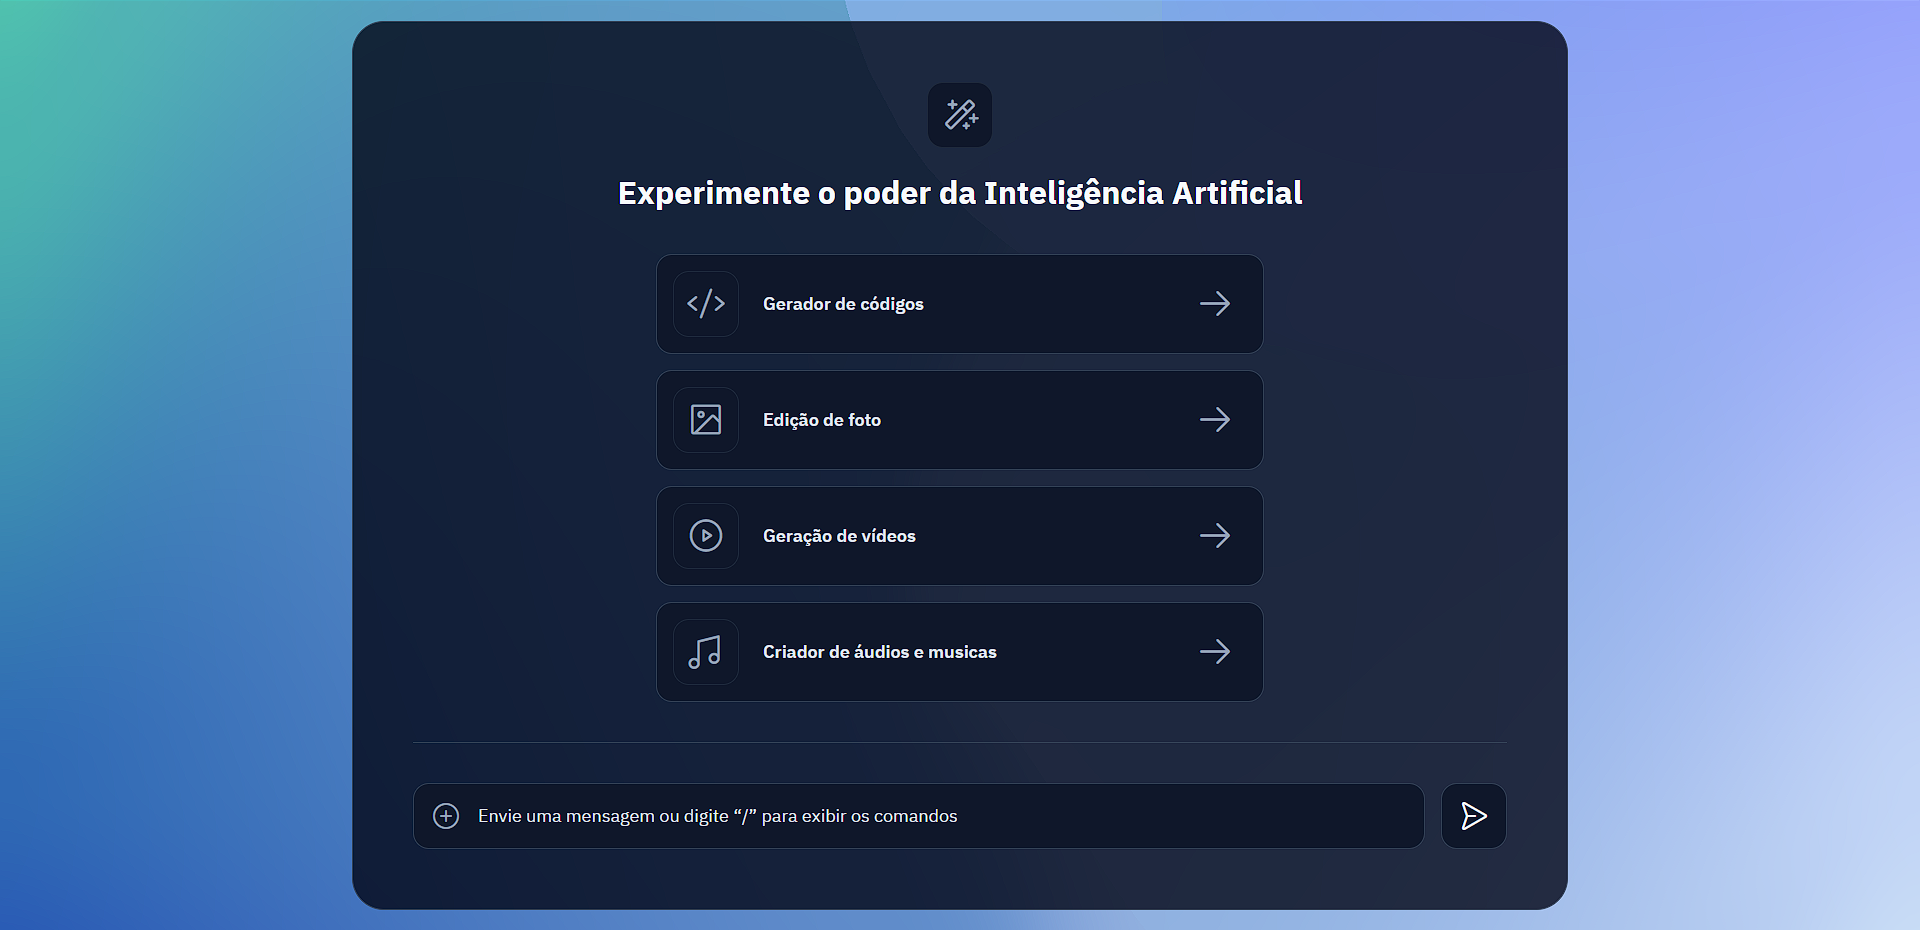 Experimente o poder da Inteligência Artificial
Gerador de códigos
Edição de foto
Geração de vídeos
Criador de áudios e musicas
Envie uma mensagem ou digite “/” para exibir os comandos